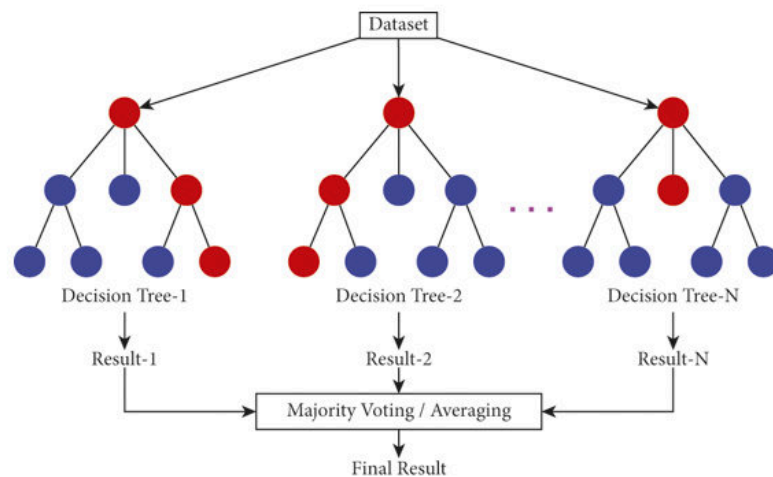 Dataset
. . .
Decision Tree-1
Decision Tree-2
Decision Tree-N
Result-1
Result-2
Result-N
Majority Voting / Averaging
Final Result